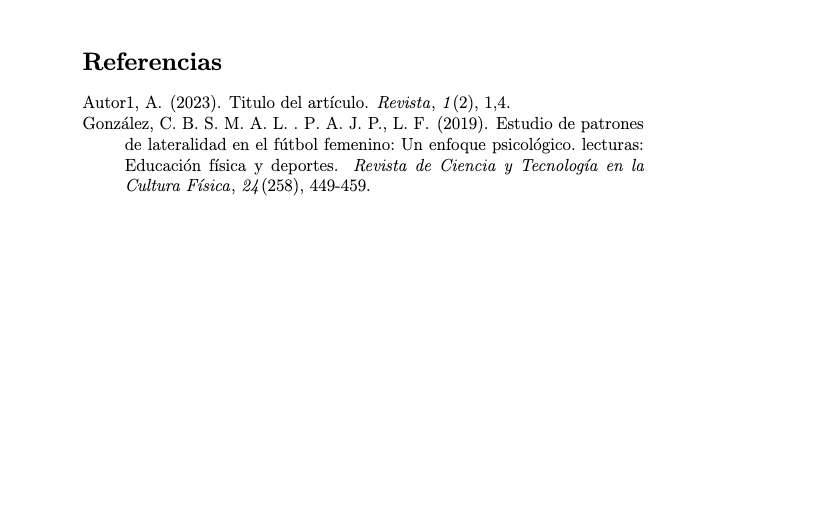 Referencias
Autor1, A. (2023). Titulo del artículo. Revista, 1(2), 1,4.
González, C. B. S. M. A. L. . P. A. J. P., L. F. (2019). Estudio de patrones
de lateralidad en el fútbol femenino: Un enfoque psicológico. lecturas:
Educación física y deportes. Revista de Ciencia y Tecnología en la
Cultura Física, 24(258), 449-459.